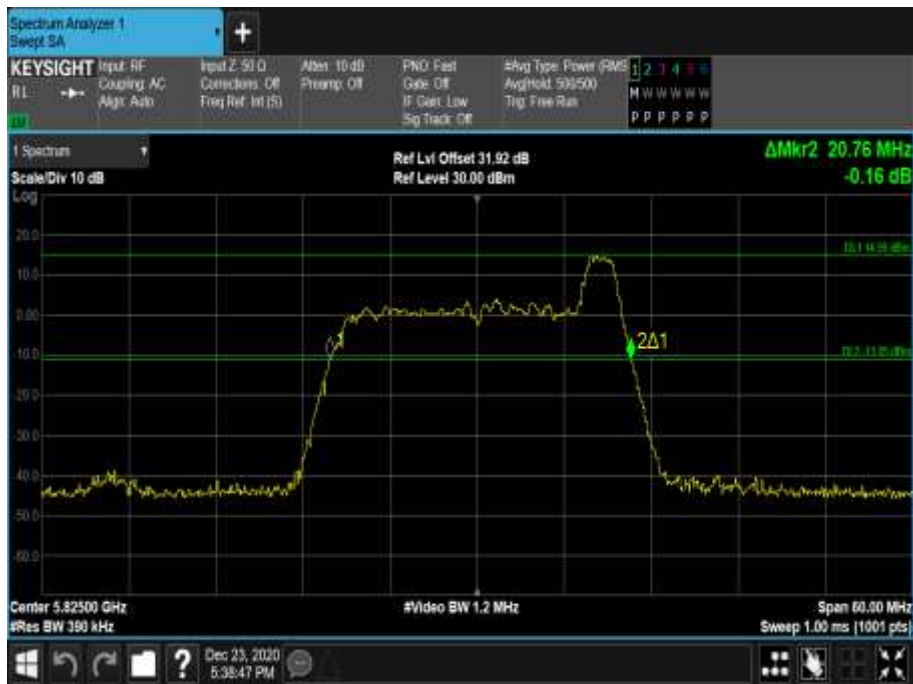 Spectrum Analyzer 1
Swept SA
+
KEYSIGHT Input: RF Input Z: 50 Ω Atten: 10 dB PNO: Fast #Avg Type: Power (RMS 1 2 3 4 5 6
RL Coupling: AC Corrections: Off Preamp: Off Gate: Off Avg|Hold: 500/500 M W W W W W
Align: Auto Freq Ref: Int (S) IF Gain: Low Trig: Free Run
Sig Track: Off P P P P P P
1 Spectrum
Ref Lvl Offset 31.92 dB ΔMkr2 20.76 MHz
Scale/Div 10 dB Ref Level 30.00 dBm -0.16 dB
Log
20.0
10.0
0.00
-10.0
-20.0
-30.0
-40.0
-50.0
-60.0
2Δ1
Center 5.82500 GHz #Video BW 1.2 MHz Span 60.00 MHz
#Res BW 390 kHz Sweep 1.00 ms (1001 pts)
? Dec 23, 2020
5:38:47 PM